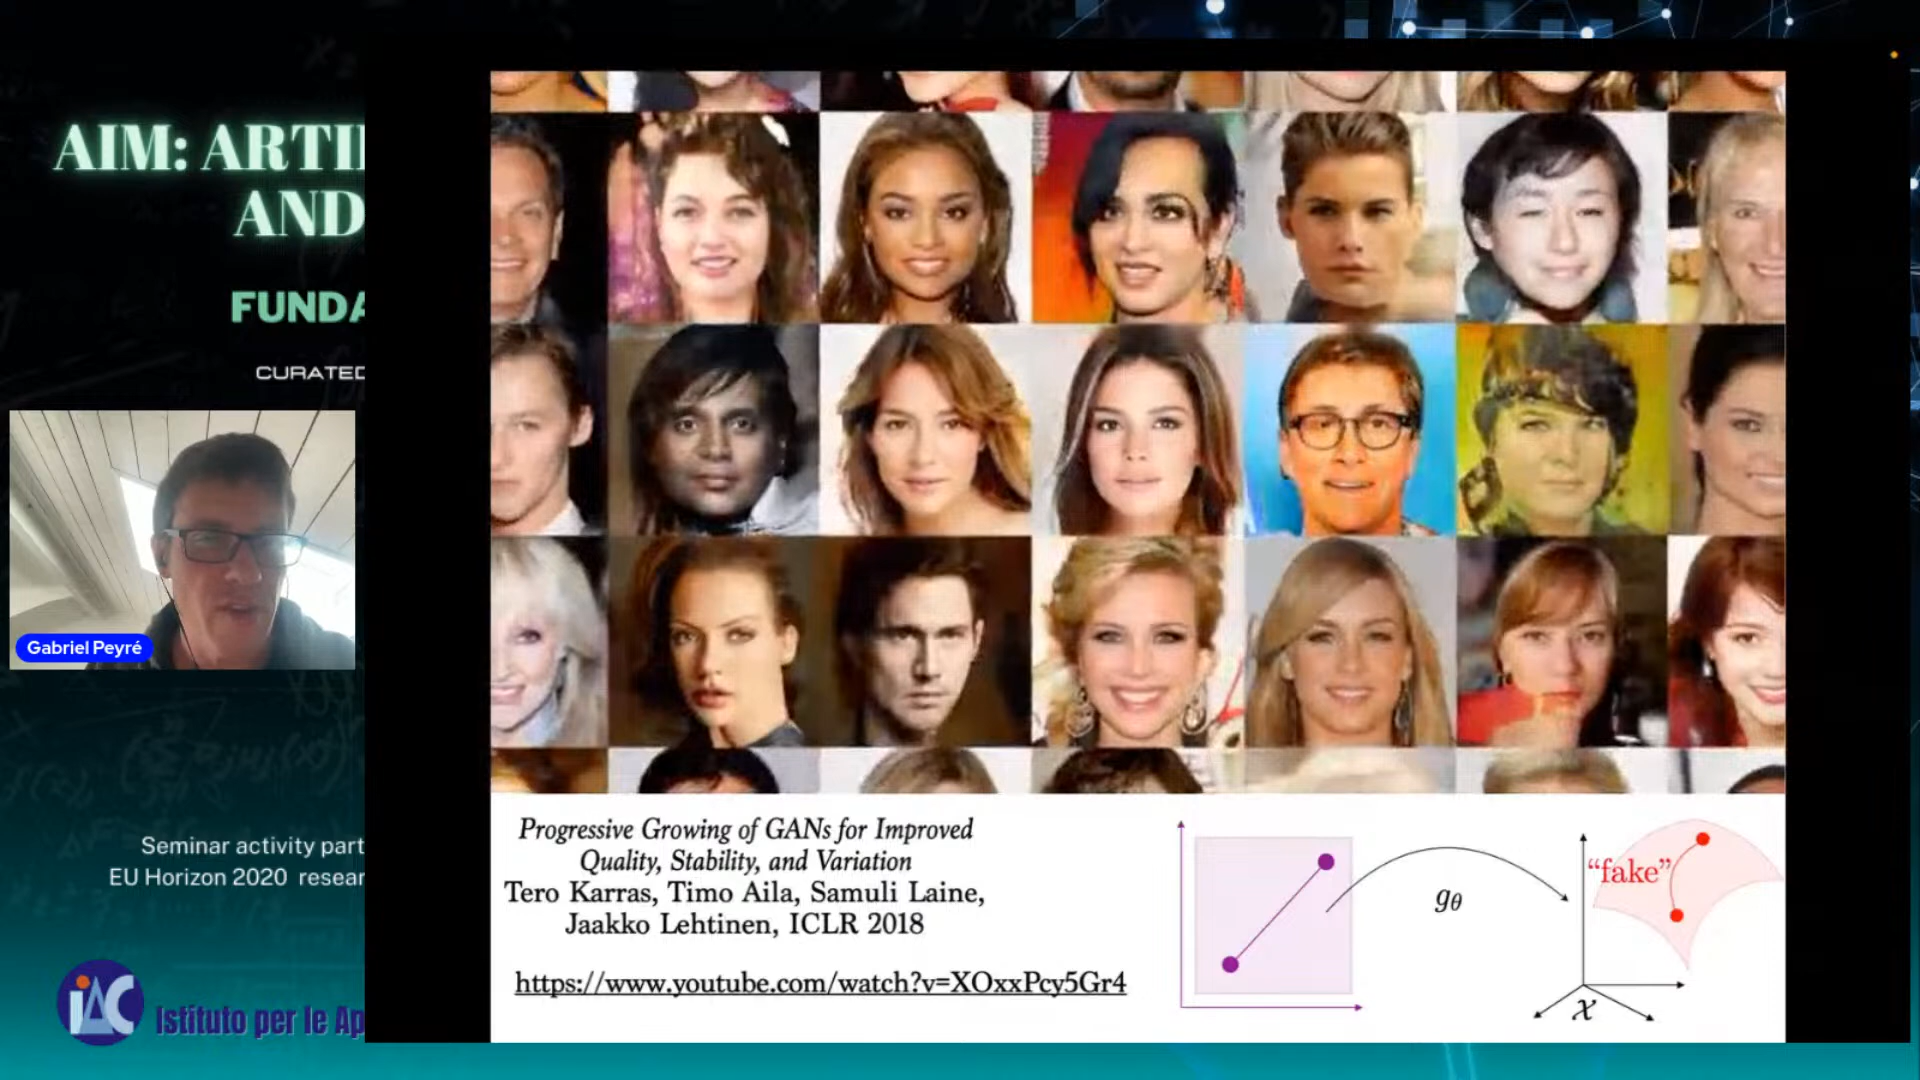 AIM: ARTI
AND
FUNDA
CURATED
Gabriel Peyré
Seminar activity part
EU Horizon 2020 resear
iAC
Istituto per le Ap
Progressive Growing of GANs for Improved
Quality, Stability, and Variation
Tero Karras, Timo Aila, Samuli Laine,
Jaakko Lehtinen, ICLR 2018
https://www.youtube.com/watch?v=XOxxPcy5Gr4
gθ
“fake”
𝒳